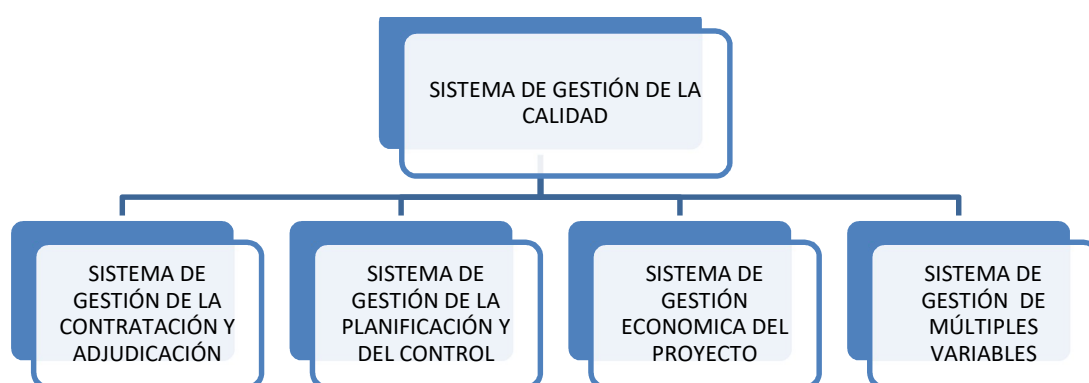 SISTEMA DE GESTIÓN DE LA
CALIDAD
SISTEMA DE
GESTIÓN DE LA
CONTRATACIÓN Y
ADJUDICACIÓN
SISTEMA DE
GESTIÓN DE LA
PLANIFICACIÓN Y
DEL CONTROL
SISTEMA DE
GESTIÓN
ECONOMICA DEL
PROYECTO
SISTEMA DE
GESTIÓN DE
MÚLTIPLES
VARIABLES